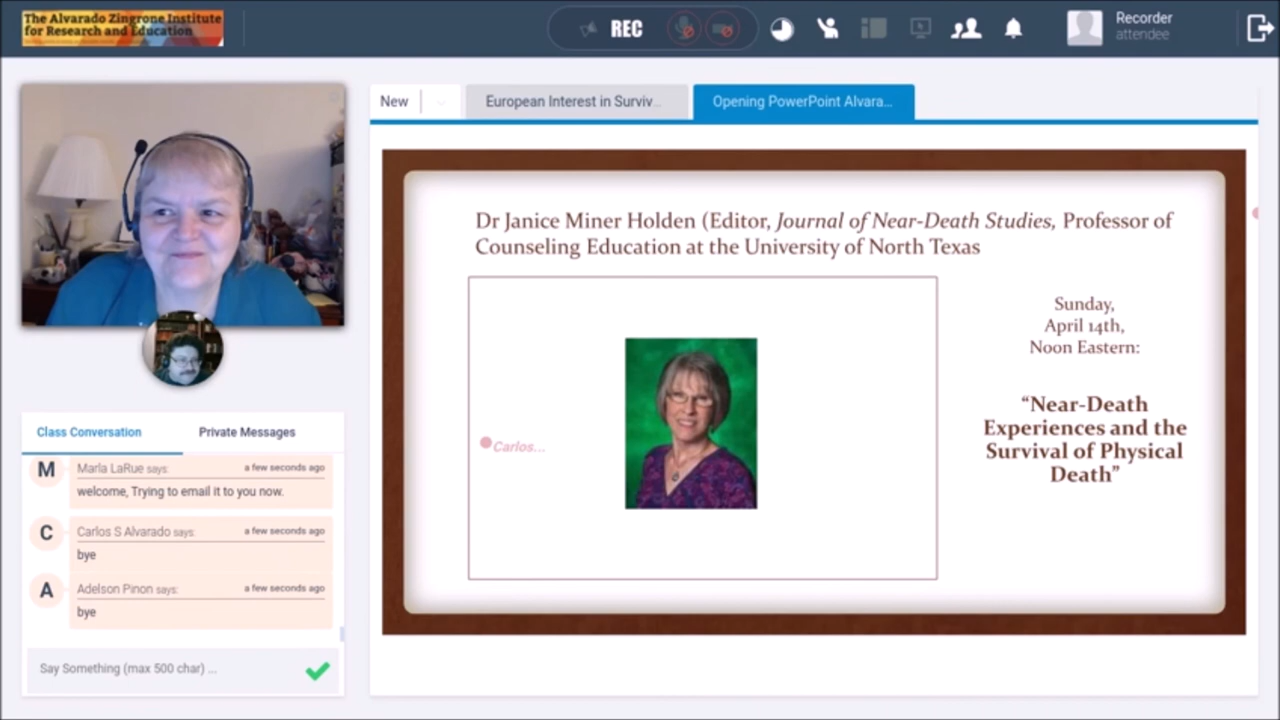 The Alvarado Zingrone Institute
for Research and Education
REC
Recorder
attendee
New
European Interest in Surviv..
Opening PowerPoint Alvara...
Dr Janice Miner Holden (Editor, Journal of Near-Death Studies, Professor of
Counseling Education at the University of North Texas
Sunday,
April 14th,
Noon Eastern:
“Near-Death
Experiences and the
Survival of Physical
Death”
Carlos...
Class Conversation
Private Messages
M
Marla LaRue says:
a few seconds ago
welcome, Trying to email it to you now.
C
Carlos S Alvarado says:
a few seconds ago
bye
A
Adelson Pinon says:
a few seconds ago
bye
Say Something (max 500 char) ...